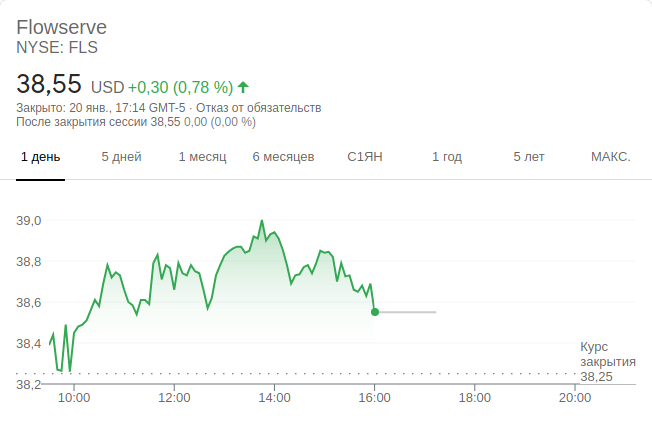 Flowserve
NYSE: FLS
38,55 USD +0,30 (0,78 %)
Закрыто: 20 янв., 17:14 GMT-5 · Отказ от обязательств
После закрытия сессии 38,55 0,00 (0,00 %)
1 день 5 дней 1 месяц 6 месяцев С1ЯН 1 год 5 лет МАКС.
39,0
38,8
38,6
38,4
38,2
Курс
закрытия
38,25
10:00 12:00 14:00 16:00 18:00 20:00